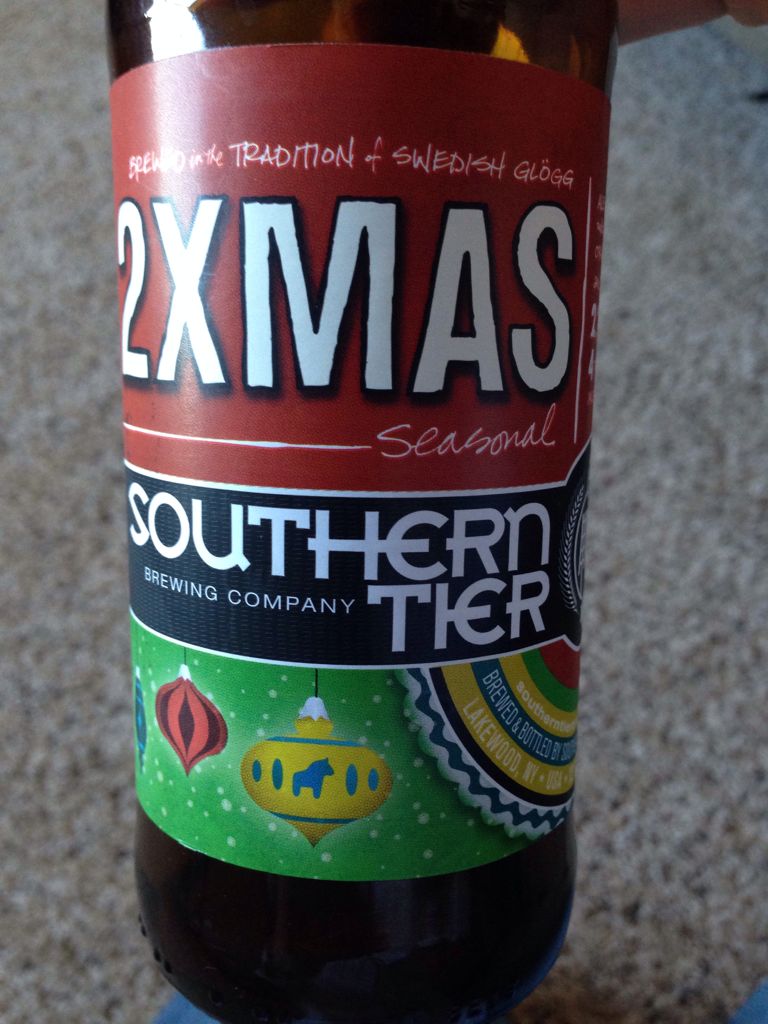 BREWED in the TRADITION of SWEDISH GLÖGG
2XMAS
Seasonal
SOUTHERN
BREWING COMPANY TIER
BREWED & BOTTLED BY
LAKEWOOD, NY • USA